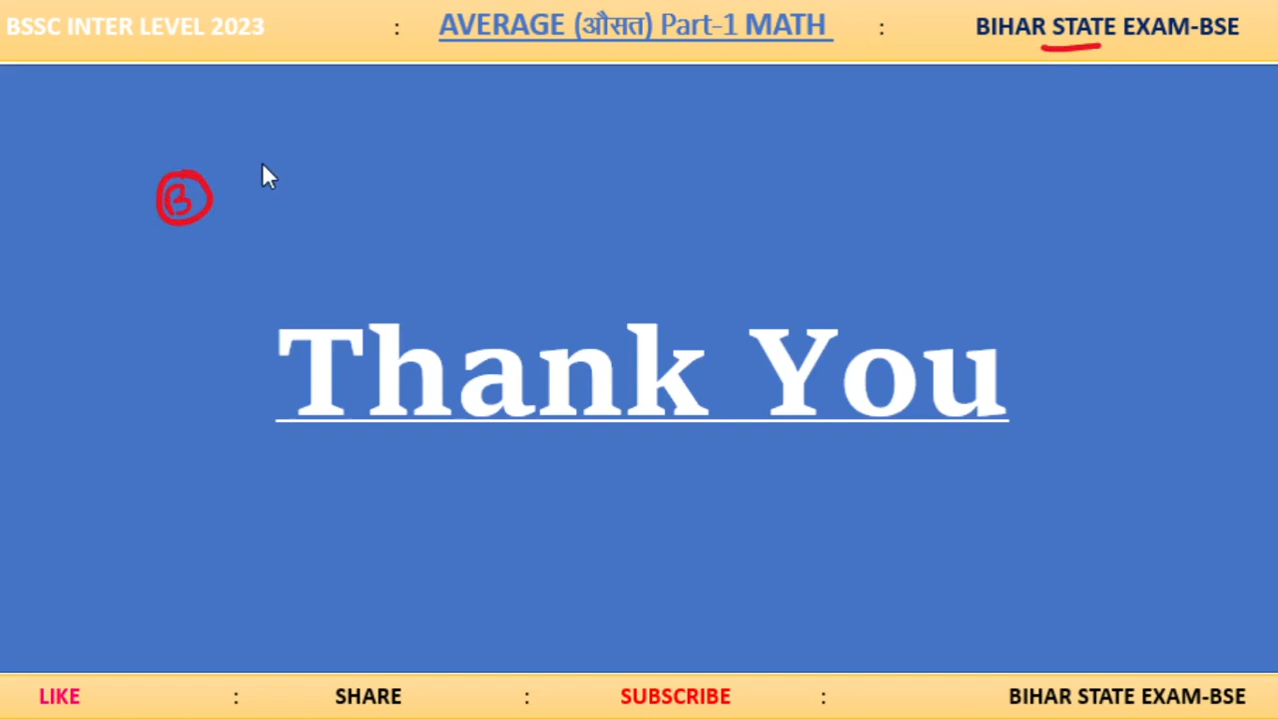 BSSC INTER LEVEL 2023 : AVERAGE (औसत) Part-1 MATH : BIHAR STATE EXAM-BSE
B
Thank You
LIKE : SHARE : SUBSCRIBE : BIHAR STATE EXAM-BSE